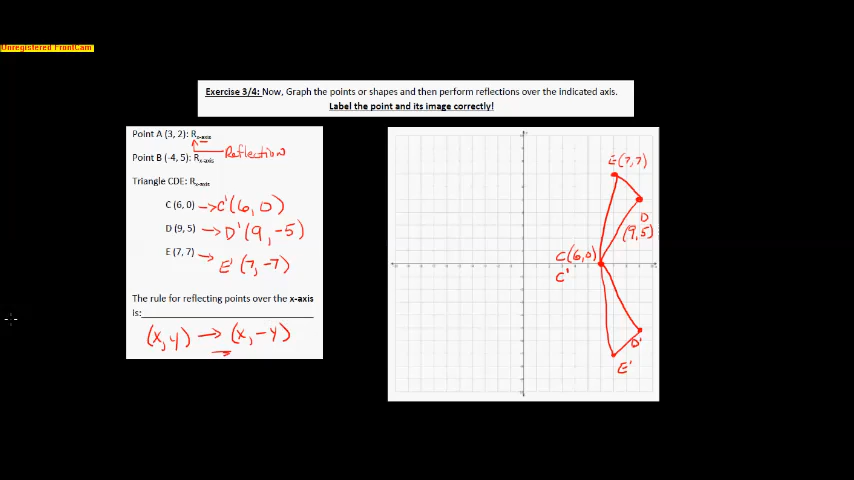 Unregistered FrontCam
Exercise 3/4: Now, Graph the points or shapes and then perform reflections over the indicated axis.
Label the point and its image correctly!
Point A (3, 2): Rx-axis
Reflection
Point B (-4, 5): Rx-axis
Triangle CDE: Rx-axis
C (6, 0) → C'(6, 0)
D (9, 5) → D'(9, -5)
E (7, 7) → E'(7, -7)
The rule for reflecting points over the x-axis
is:
(x, y) → (x, -y)
E(7, 7)
D
(9, 5)
C(6, 0)
C'
D'
E'